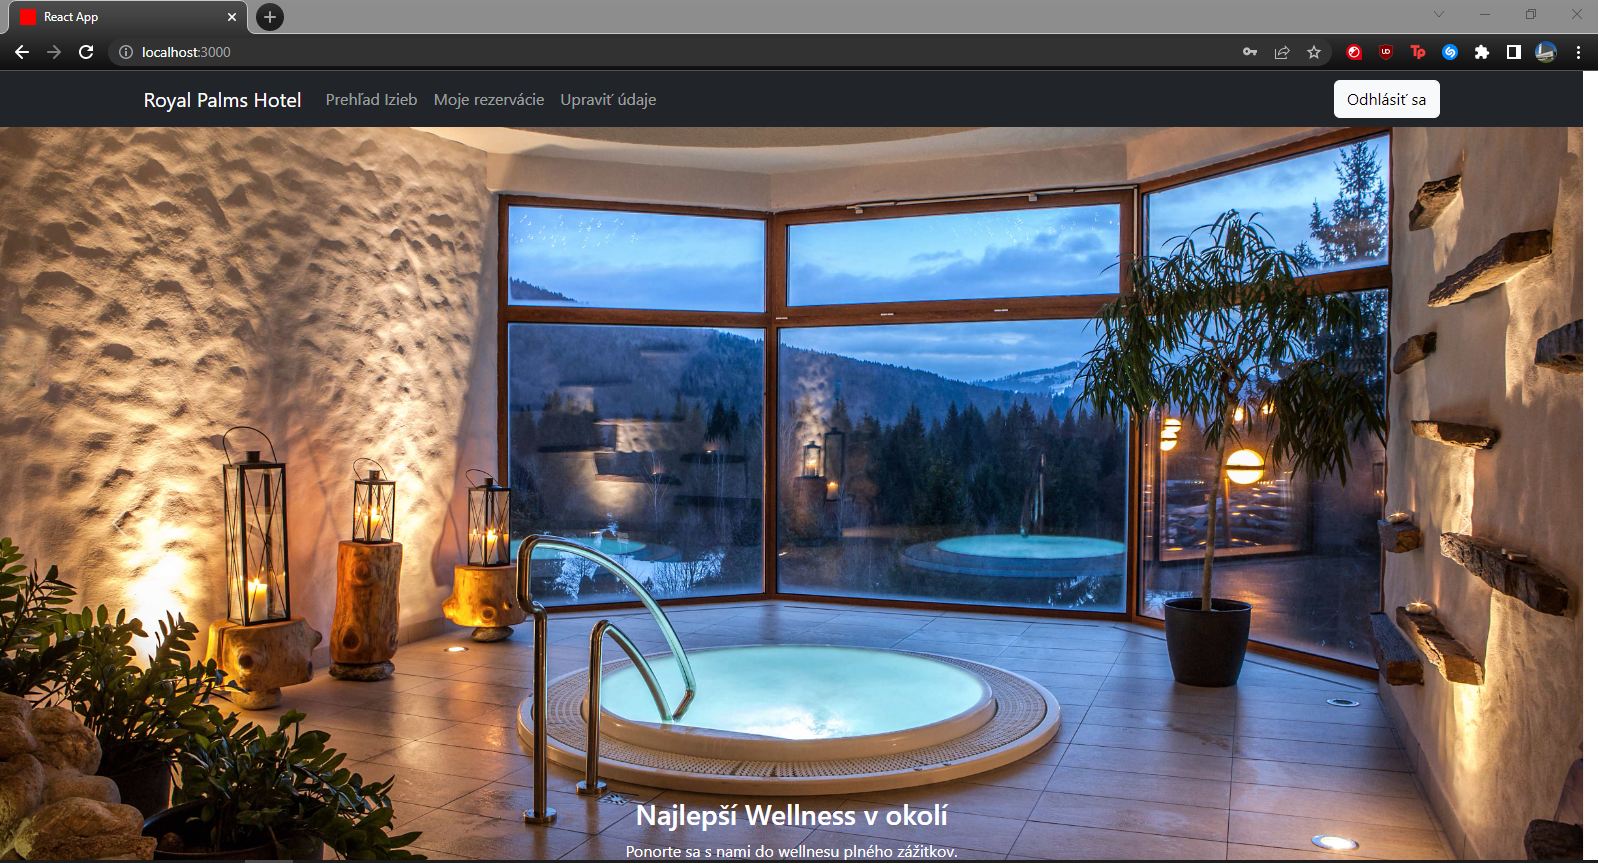 React App
localhost:3000
Royal Palms Hotel Prehľad Izieb Moje rezervácie Upraviť údaje Odhlásiť sa
Najlepší Wellness v okolí
Ponorte sa s nami do wellnesu plného zážitkov.